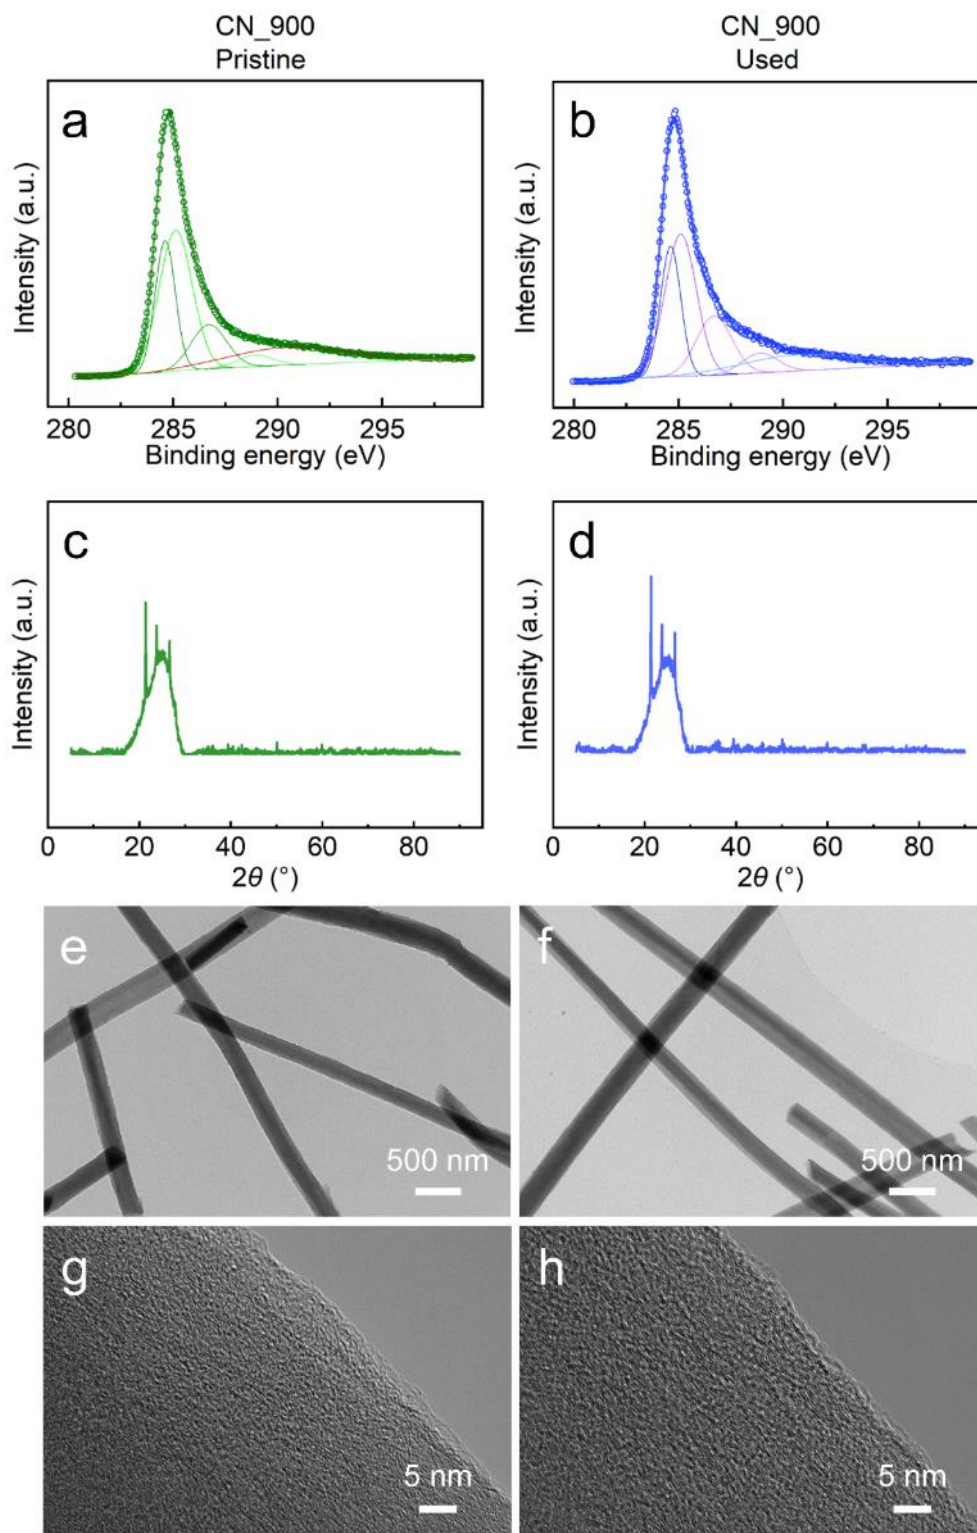 CN_900
Pristine
CN_900
Used
a
b
Intensity (a.u.)
Intensity (a.u.)
280 285 290 295
280 285 290 295
Binding energy (eV)
Binding energy (eV)
c
d
Intensity (a.u.)
Intensity (a.u.)
0 20 40 60 80
0 20 40 60 80
2θ (°)
2θ (°)
e
f
500 nm
500 nm
g
h
5 nm
5 nm